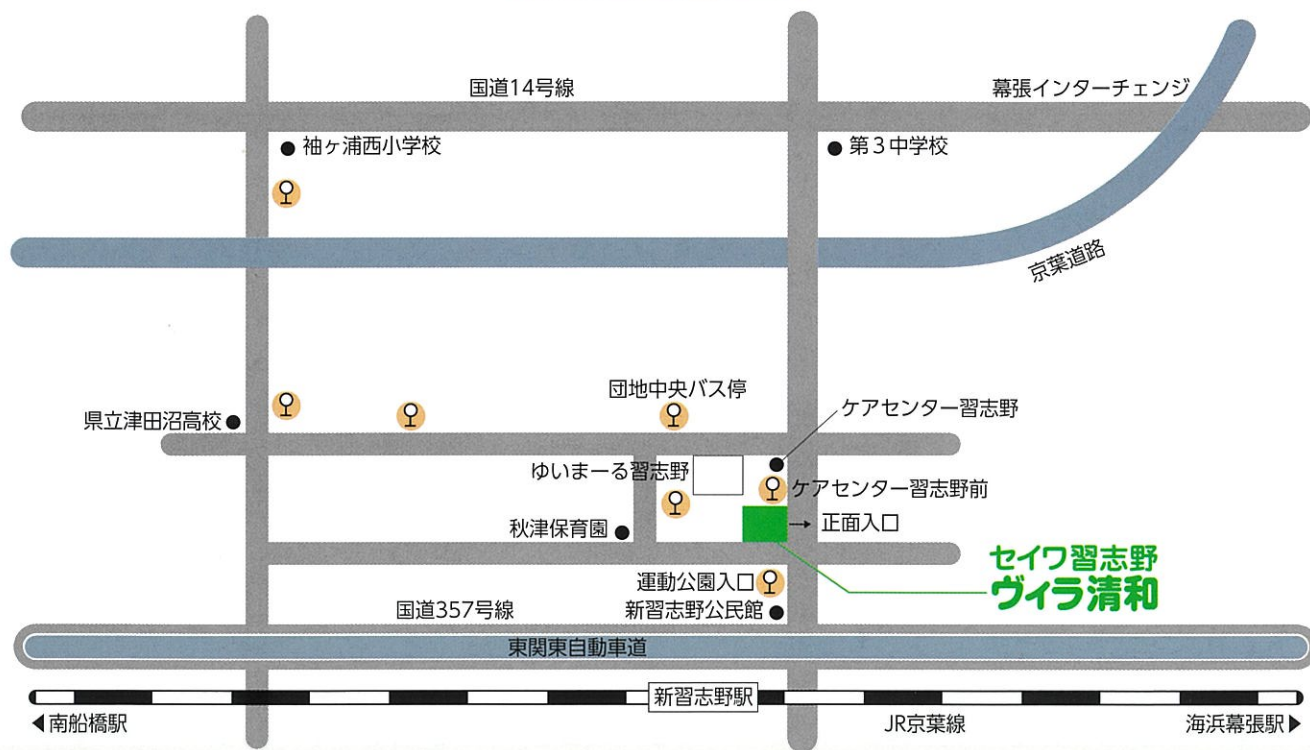 国道14号線
幕張インターチェンジ
袖ヶ浦西小学校
第3中学校
京葉道路
団地中央バス停
県立津田沼高校
ケアセンター習志野
ゆいまーる習志野
ケアセンター習志野前
秋津保育園
正面入口
セイワ習志野
ヴィラ清和
運動公園入口
国道357号線
新習志野公民館
東関東自動車道
新習志野駅
南船橋駅
JR京葉線
海浜幕張駅